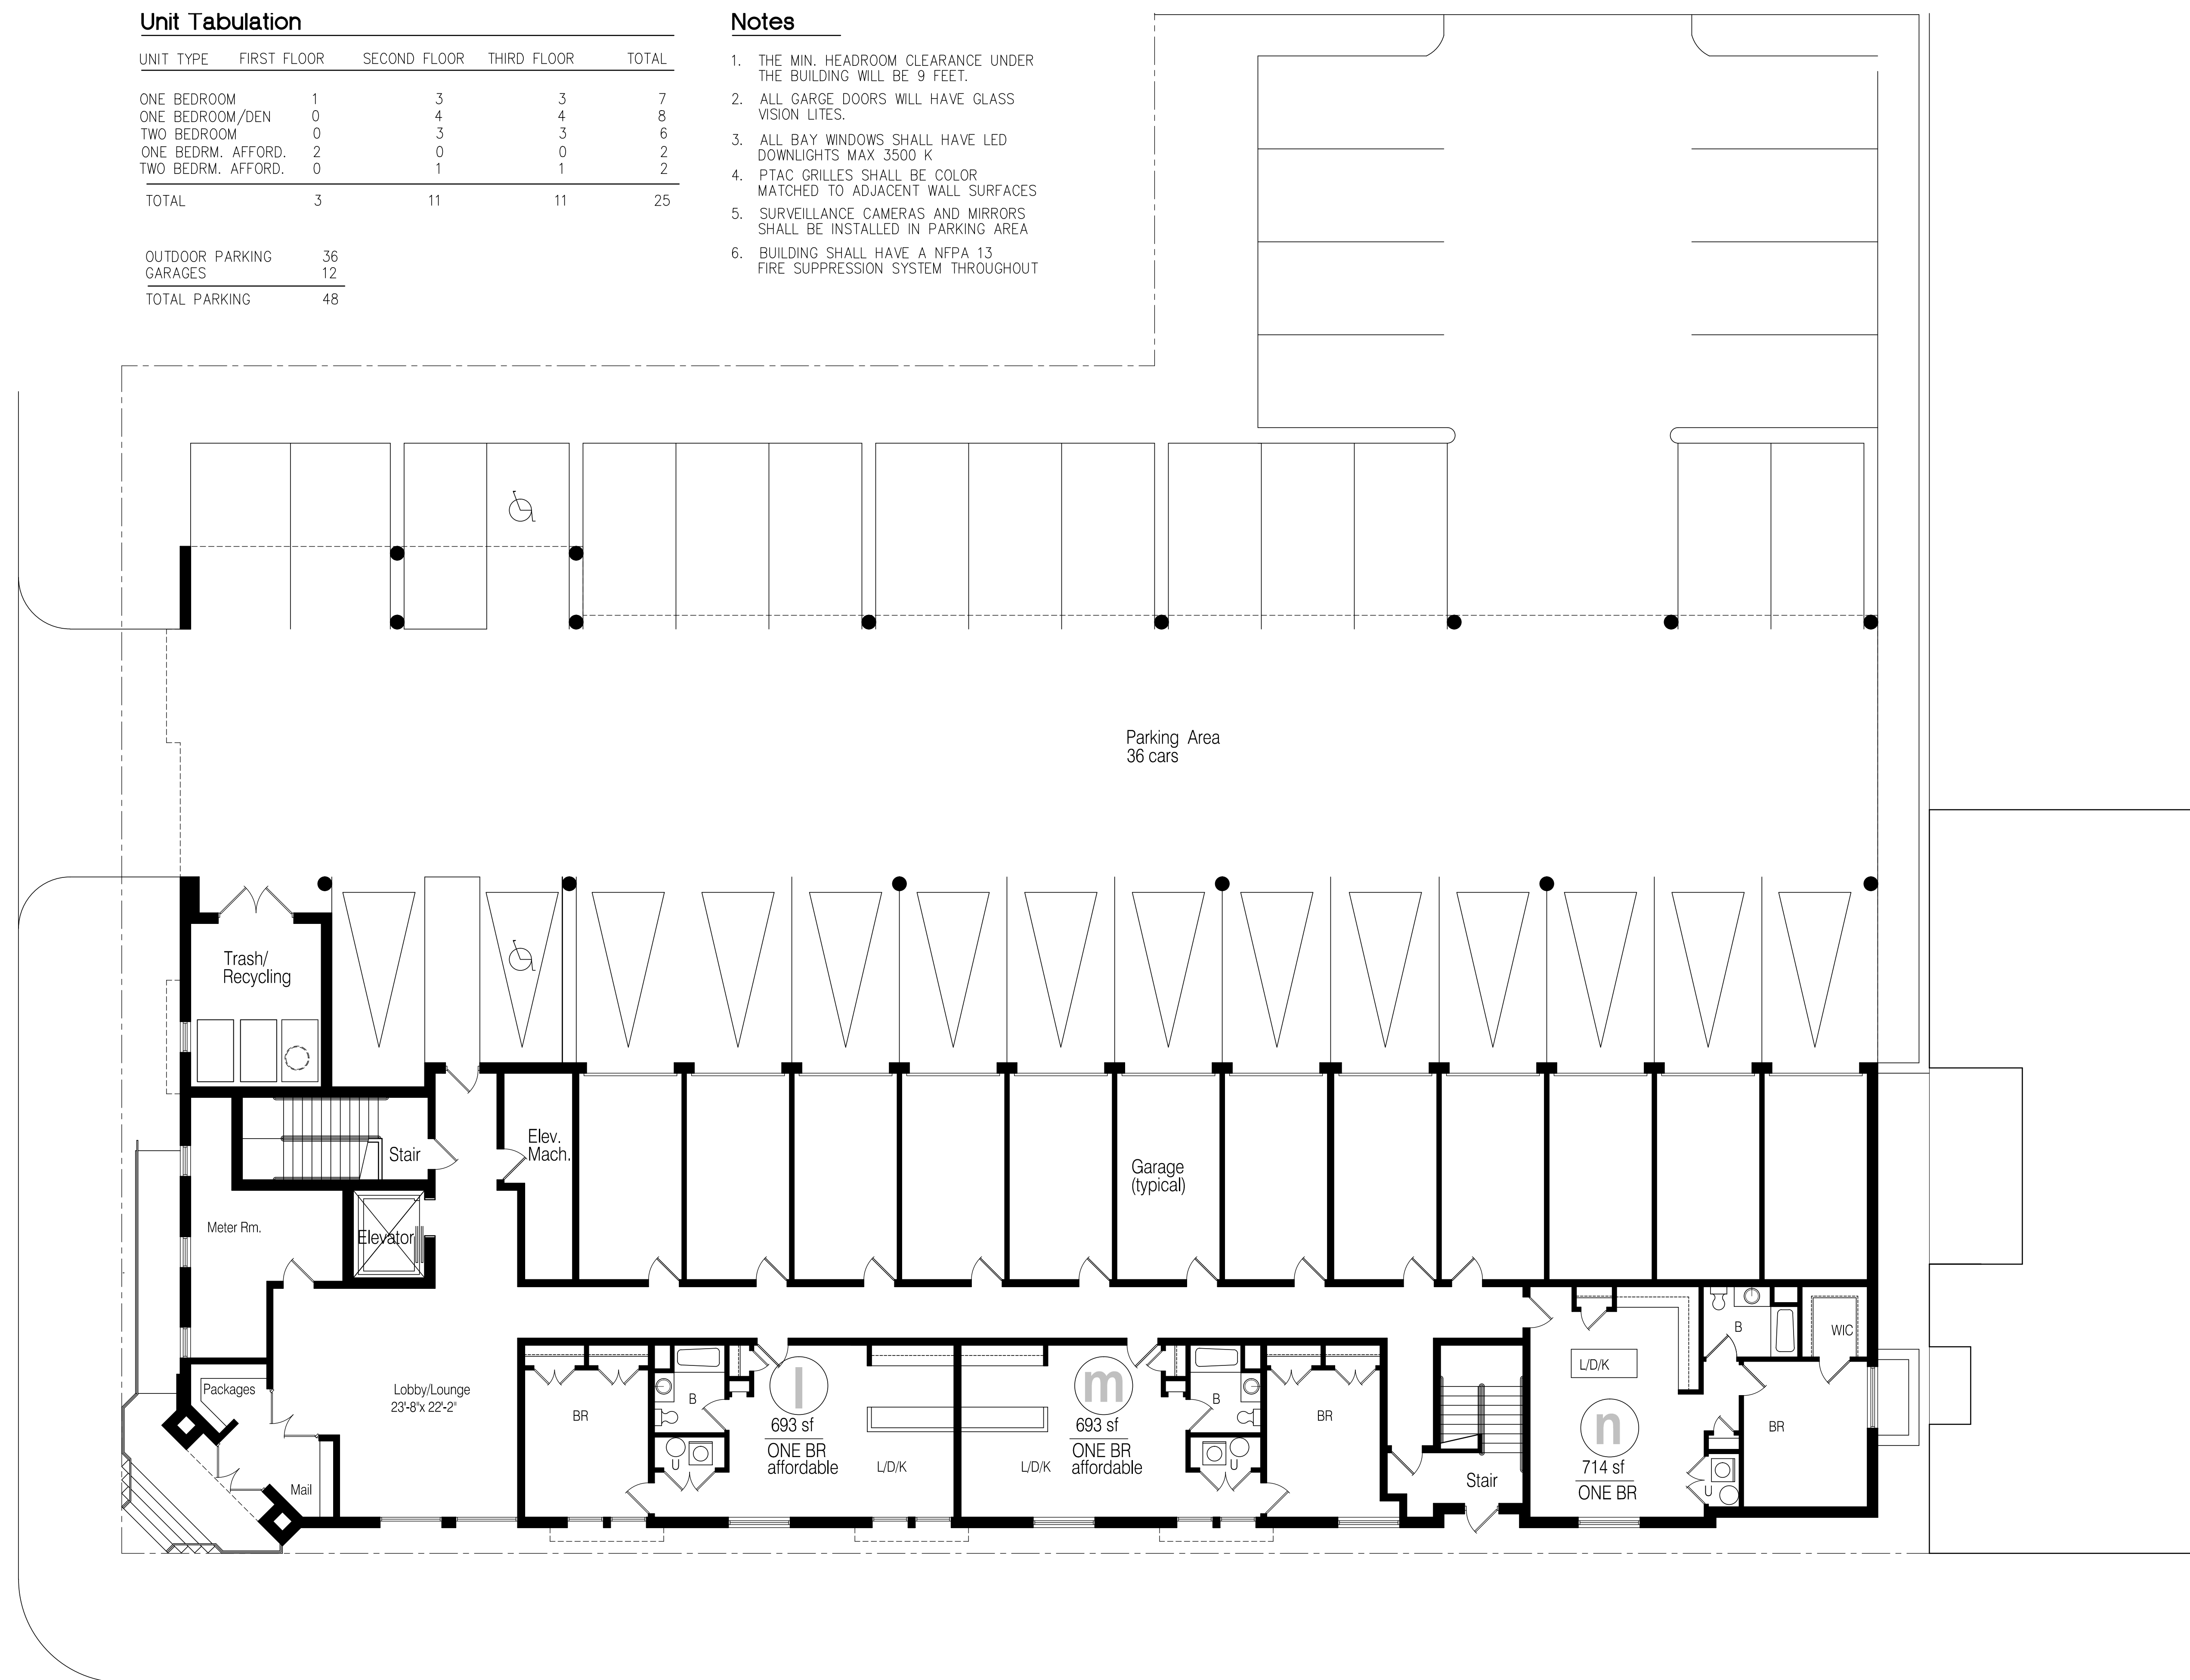 Unit Tabulation
UNIT TYPE FIRST FLOOR SECOND FLOOR THIRD FLOOR TOTAL
ONE BEDROOM 1 3 3 7
ONE BEDROOM/DEN 0 4 4 8
TWO BEDROOM 0 3 3 6
ONE BEDRM. AFFORD. 2 0 0 2
TWO BEDRM. AFFORD. 0 1 1 2
TOTAL 3 11 11 25
OUTDOOR PARKING 36
GARAGES 12
TOTAL PARKING 48
Notes
1. THE MIN. HEADROOM CLEARANCE UNDER
THE BUILDING WILL BE 9 FEET.
2. ALL GARGE DOORS WILL HAVE GLASS
VISION LITES.
3. ALL BAY WINDOWS SHALL HAVE LED
DOWNLIGHTS MAX 3500 K
4. PTAC GRILLES SHALL BE COLOR
MATCHED TO ADJACENT WALL SURFACES
5. SURVEILLANCE CAMERAS AND MIRRORS
SHALL BE INSTALLED IN PARKING AREA
6. BUILDING SHALL HAVE A NFPA 13
FIRE SUPPRESSION SYSTEM THROUGHOUT
Parking Area
36 cars
Trash/
Recycling
Stair
Elev.
Mach.
Garage
(typical)
Meter Rm.
Elevator
Packages
Lobby/Lounge
23'-8"x 22'-2"
Mail
BR
B
U
l
693 sf
ONE BR
affordable
L/D/K
L/D/K
m
693 sf
ONE BR
affordable
B
U
BR
Stair
L/D/K
n
714 sf
ONE BR
B
WIC
BR
U